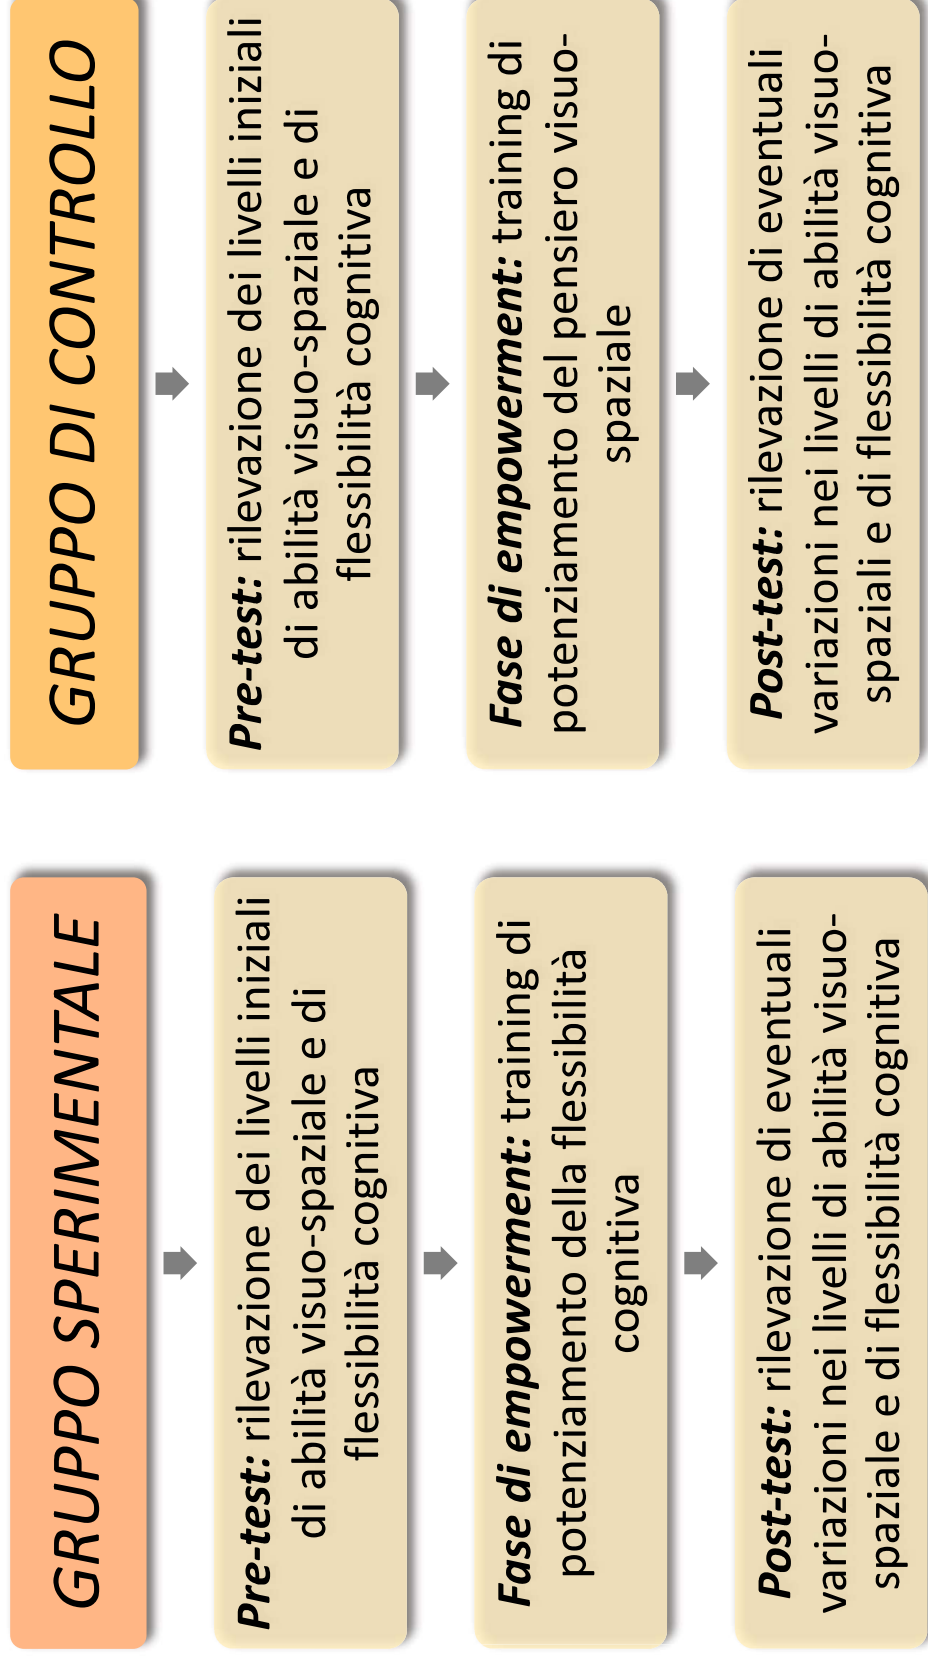 GRUPPO SPERIMENTALE
Pre-test: rilevazione dei livelli iniziali
di abilità visuo-spaziale e di
flessibilità cognitiva
Fase di empowerment: training di
potenziamento della flessibilità
cognitiva
Post-test: rilevazione di eventuali
variazioni nei livelli di abilità visuo-
spaziale e di flessibilità cognitiva
GRUPPO DI CONTROLLO
Pre-test: rilevazione dei livelli iniziali
di abilità visuo-spaziale e di
flessibilità cognitiva
Fase di empowerment: training di
potenziamento del pensiero visuo-
spaziale
Post-test: rilevazione di eventuali
variazioni nei livelli di abilità visuo-
spaziali e di flessibilità cognitiva